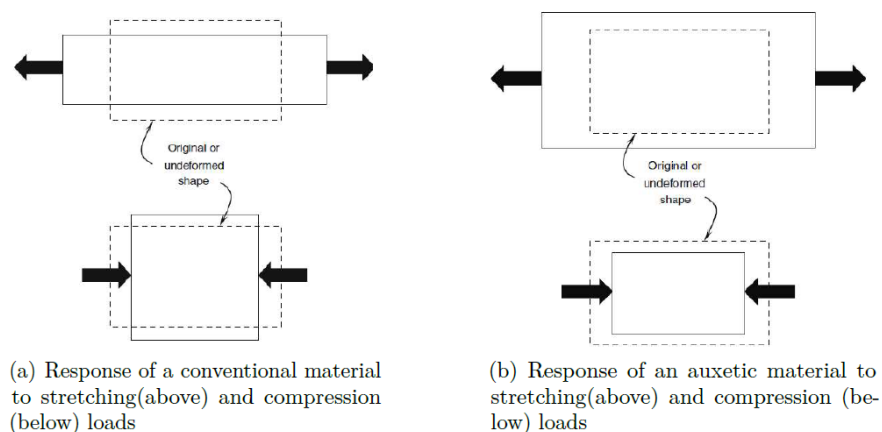 Original or
undeformed
shape
Original or
undeformed
shape
(a) Response of a conventional material
to stretching(above) and compression
(below) loads
(b) Response of an auxetic material to
stretching(above) and compression (be-
low) loads